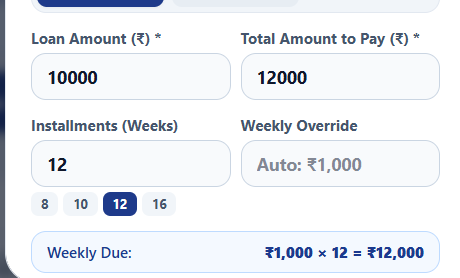 Loan Amount (₹) * Total Amount to Pay (₹) *
10000 12000
Installments (Weeks) Weekly Override
12 Auto: ₹1,000
8 10 12 16
Weekly Due: ₹1,000 × 12 = ₹12,000